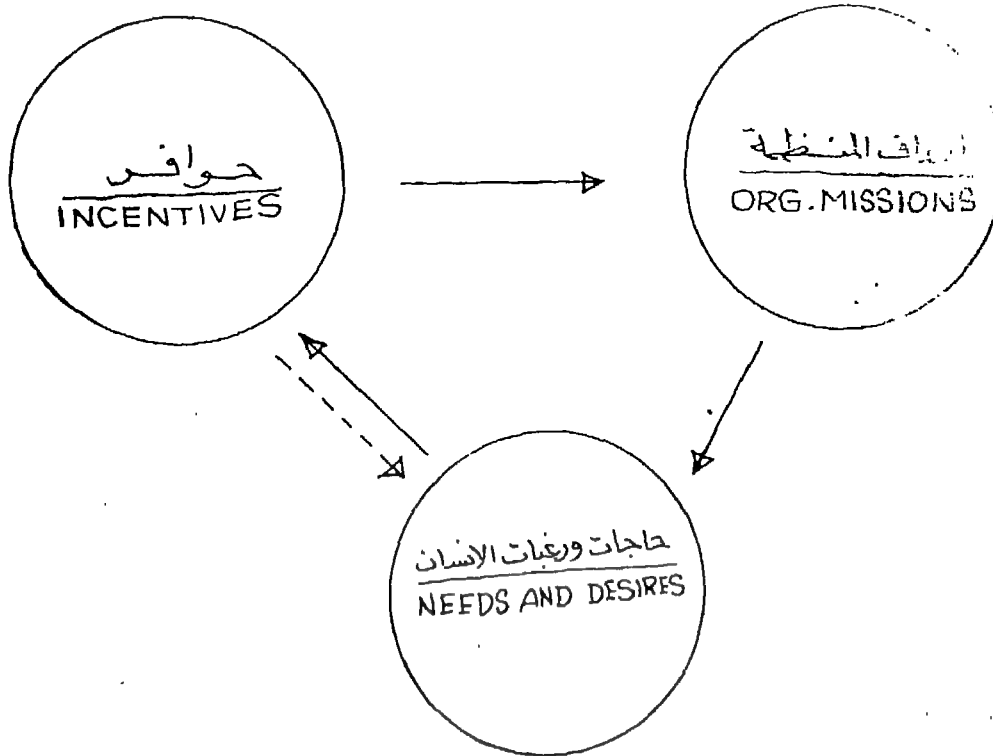 حوافز
INCENTIVES
المنظمة
ORG. MISSIONS
حاجات ورغبات الانسان
NEEDS AND DESIRES